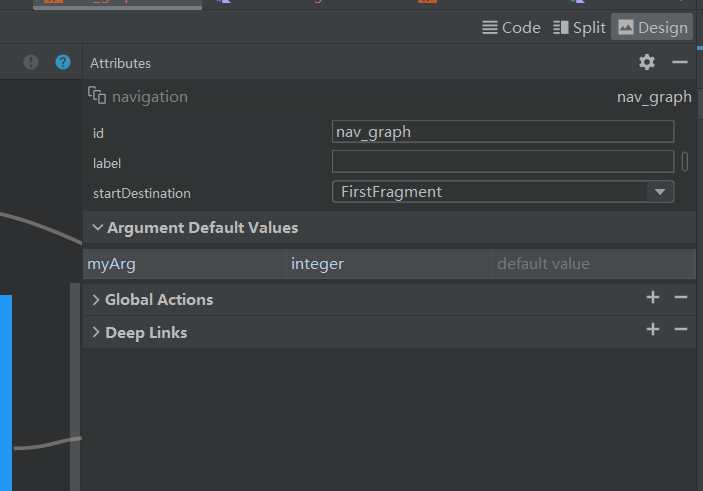 Code Split Design
Attributes
navigation nav_graph
id nav_graph
label
startDestination FirstFragment
Argument Default Values
myArg integer default value
Global Actions
Deep Links